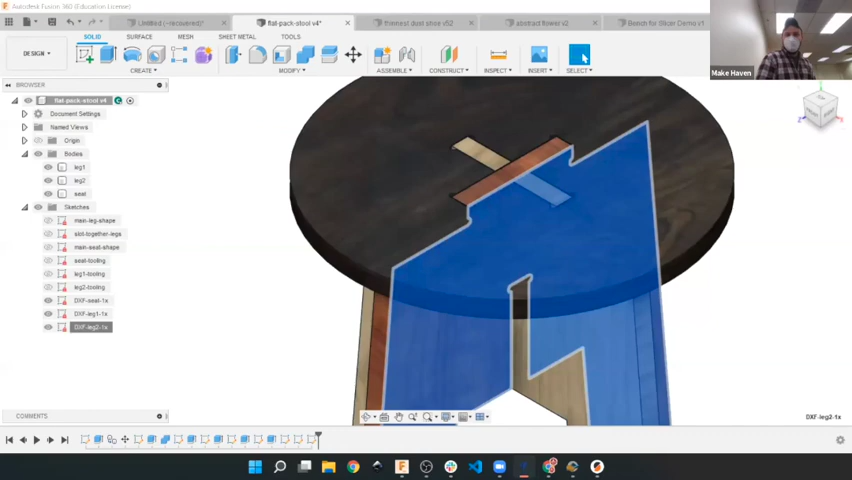 Autodesk Fusion 360 (Education License)
Untitled (~recovered)*
flat-pack-stool v4*
thinnest dust shoe v52
abstract flower v2
Bench for Slicer Demo v1
SOLID SURFACE MESH SHEET METAL TOOLS
DESIGN
CREATE MODIFY ASSEMBLE CONSTRUCT INSPECT INSERT SELECT
Make Haven
BROWSER
flat-pack-stool v4
Document Settings
Named Views
Origin
Bodies
leg1
leg2
seat
Sketches
main-leg-shape
slot-together-legs
main-seat-shape
seat-tooling
leg1-tooling
leg2-tooling
DXF-seat-1x
DXF-leg1-1x
DXF-leg2-1x
COMMENTS
DXF-leg2-1x